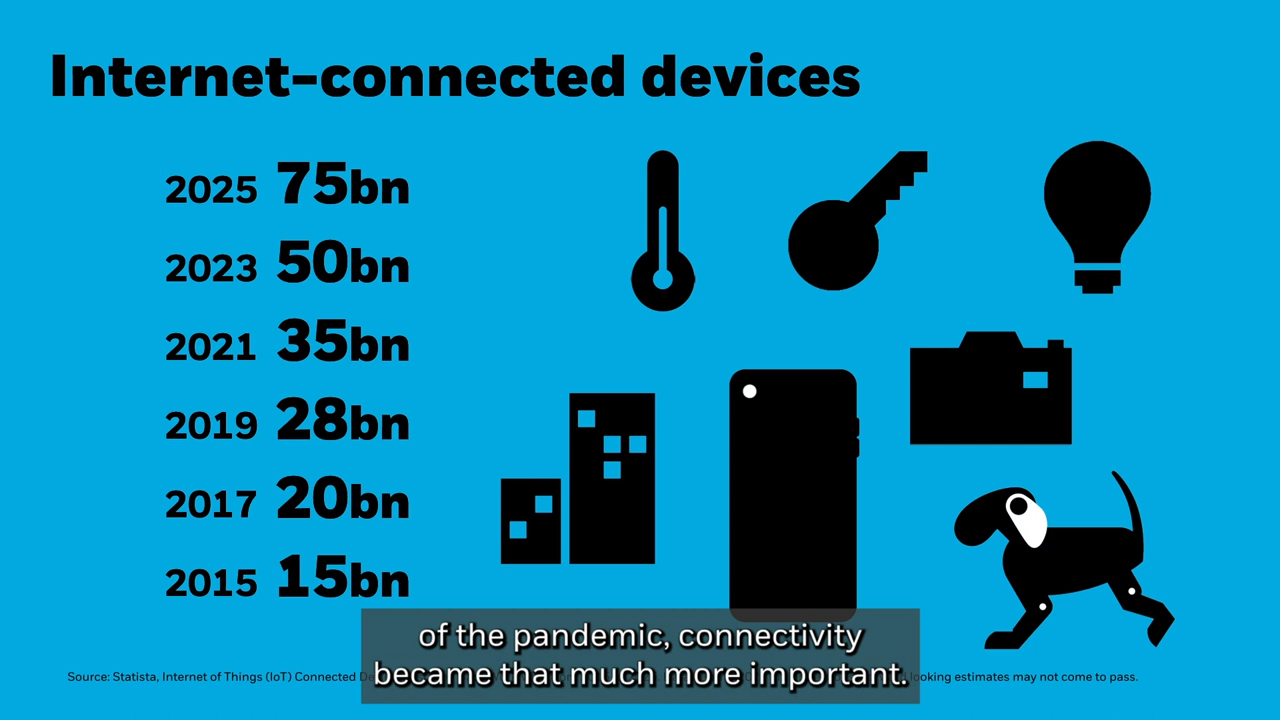 Internet-connected devices
2025 75bn
2023 50bn
2021 35bn
2019 28bn
2017 20bn
2015 15bn
of the pandemic, connectivity
became that much more important.
Source: Statista, Internet of Things (IoT) Connected looking estimates may not come to pass.